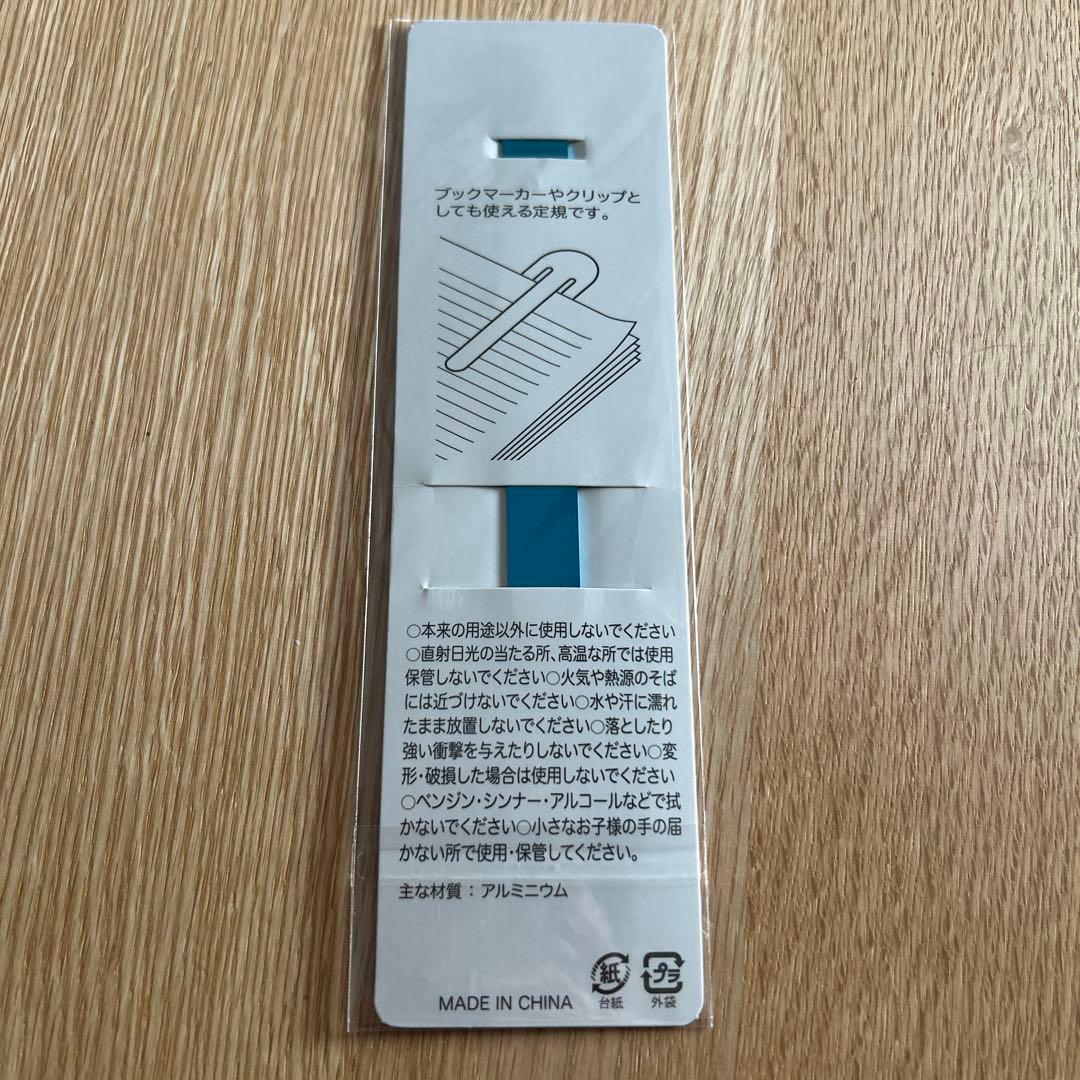 ブックマーカーやクリップと
しても使える定規です。
○本来の用途以外に使用しないでください
○直射日光の当たる所、高温な所では使用
保管しないでください○火気や熱源のそば
には近づけないでください○水や汗に濡れ
たまま放置しないでください○落としたり
強い衝撃を与えたりしないでください○変
形・破損した場合は使用しないでください
○ベンジン・シンナー・アルコールなどで拭
かないでください○小さなお子様の手の届
かない所で使用・保管してください。
主な材質：アルミニウム
MADE IN CHINA
紙
台紙
プラ
外袋